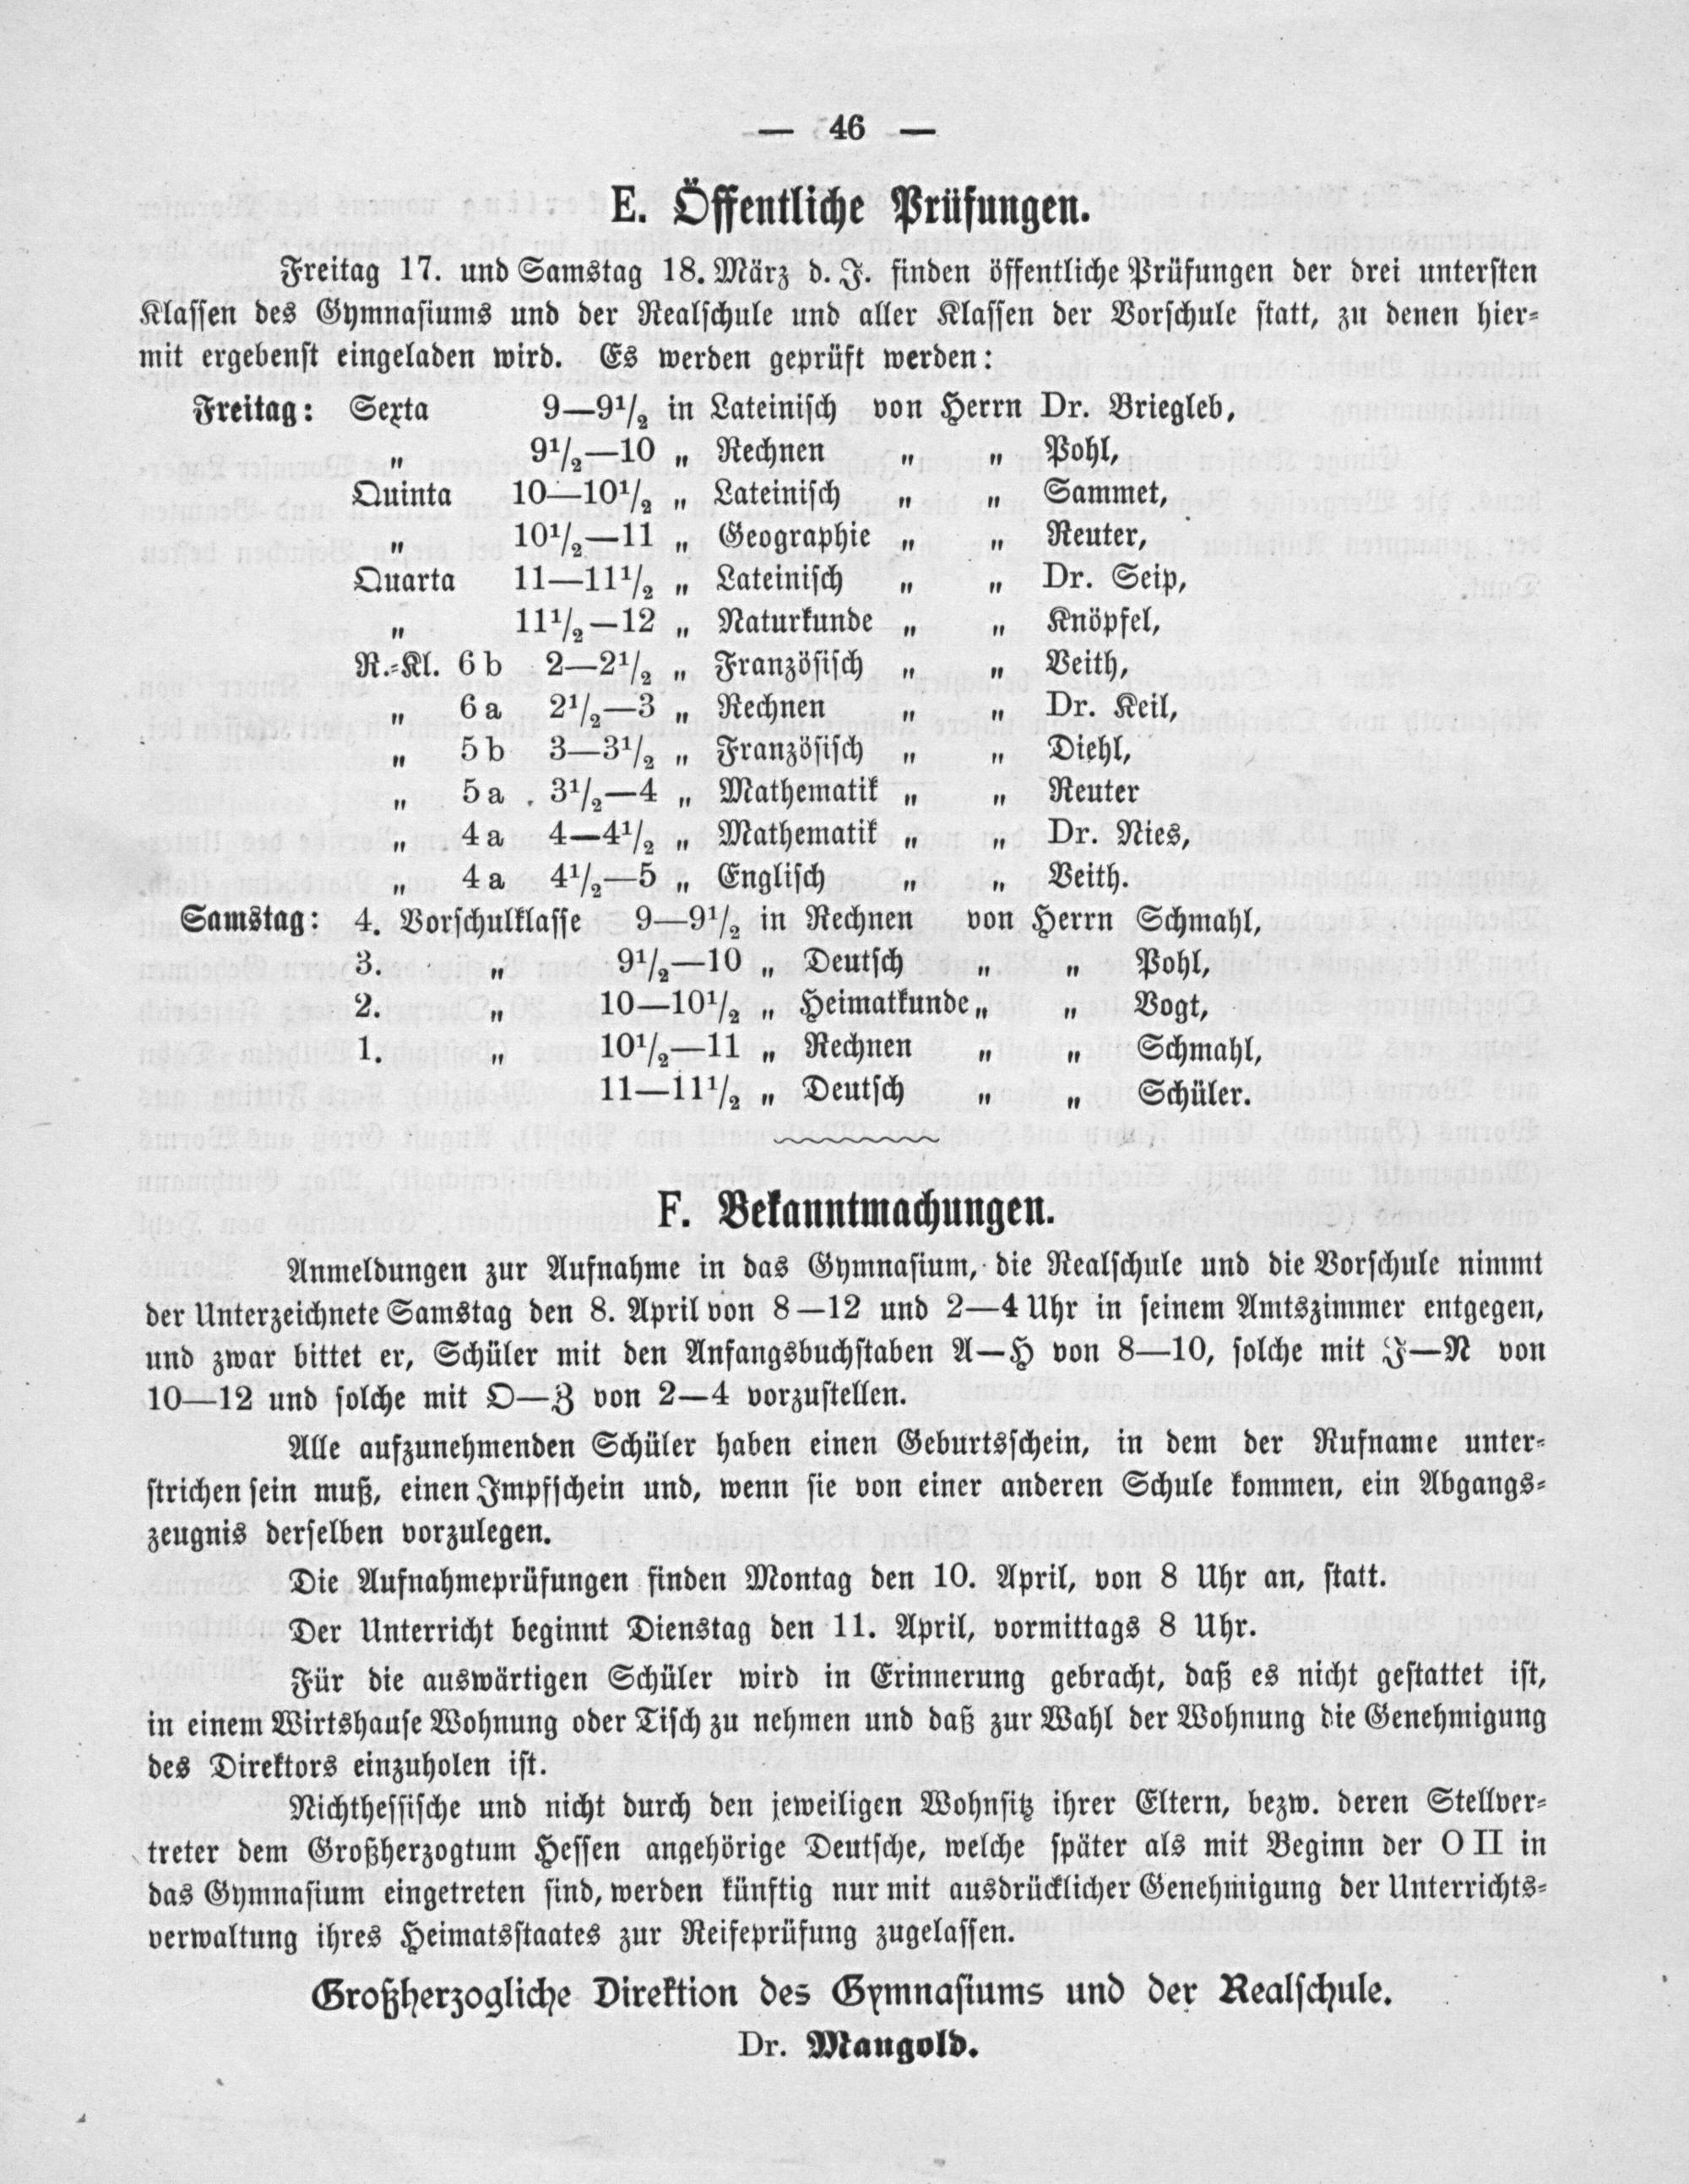 — 46 —
E. Öffentliche Prüfungen.
Freitag 17. und Samstag 18. März d. J. finden öffentliche Prüfungen der drei untersten
Klassen des Gymnasiums und der Realschule und aller Klassen der Vorschule statt, zu denen hier-
mit ergebenst eingeladen wird. Es werden geprüft werden:
Freitag: Sexta 9—9½ in Lateinisch von Herrn Dr. Briegleb,
„ 9½—10 „ Rechnen „ „ Pohl,
Quinta 10—10½ „ Lateinisch „ „ Sammet,
„ 10½—11 „ Geographie „ „ Reuter,
Quarta 11—11½ „ Lateinisch „ „ Dr. Seip,
„ 11½—12 „ Naturkunde „ „ Knöpfel,
R.-Kl. 6 b 2—2½ „ Französisch „ „ Veith,
„ 6 a 2½—3 „ Rechnen „ „ Dr. Keil,
„ 5 b 3—3½ „ Französisch „ „ Diehl,
„ 5 a 3½—4 „ Mathematik „ „ Reuter
„ 4 a 4—4½ „ Mathematik „ „ Dr. Nies,
„ 4 a 4½—5 „ Englisch „ „ Veith.
Samstag: 4. Vorschulklasse 9—9½ in Rechnen von Herrn Schmahl,
3. „ 9½—10 „ Deutsch „ „ Pohl,
2. „ 10—10½ „ Heimatkunde „ „ Vogt,
1. „ 10½—11 „ Rechnen „ „ Schmahl,
11—11½ „ Deutsch „ „ Schüler.
F. Bekanntmachungen.
Anmeldungen zur Aufnahme in das Gymnasium, die Realschule und die Vorschule nimmt
der Unterzeichnete Samstag den 8. April von 8—12 und 2—4 Uhr in seinem Amtszimmer entgegen,
und zwar bittet er, Schüler mit den Anfangsbuchstaben A—H von 8—10, solche mit J—N von
10—12 und solche mit O—Z von 2—4 vorzustellen.
Alle aufzunehmenden Schüler haben einen Geburtsschein, in dem der Rufname unter-
strichen sein muß, einen Impfschein und, wenn sie von einer anderen Schule kommen, ein Abgangs-
zeugnis derselben vorzulegen.
Die Aufnahmeprüfungen finden Montag den 10. April, von 8 Uhr an, statt.
Der Unterricht beginnt Dienstag den 11. April, vormittags 8 Uhr.
Für die auswärtigen Schüler wird in Erinnerung gebracht, daß es nicht gestattet ist,
in einem Wirtshause Wohnung oder Tisch zu nehmen und daß zur Wahl der Wohnung die Genehmigung
des Direktors einzuholen ist.
Nichthessische und nicht durch den jeweiligen Wohnsitz ihrer Eltern, bezw. deren Stellver-
treter dem Großherzogtum Hessen angehörige Deutsche, welche später als mit Beginn der O II in
das Gymnasium eingetreten sind, werden künftig nur mit ausdrücklicher Genehmigung der Unterrichts-
verwaltung ihres Heimatsstaates zur Reifeprüfung zugelassen.
Großherzogliche Direktion des Gymnasiums und der Realschule.
Dr. Mangold.